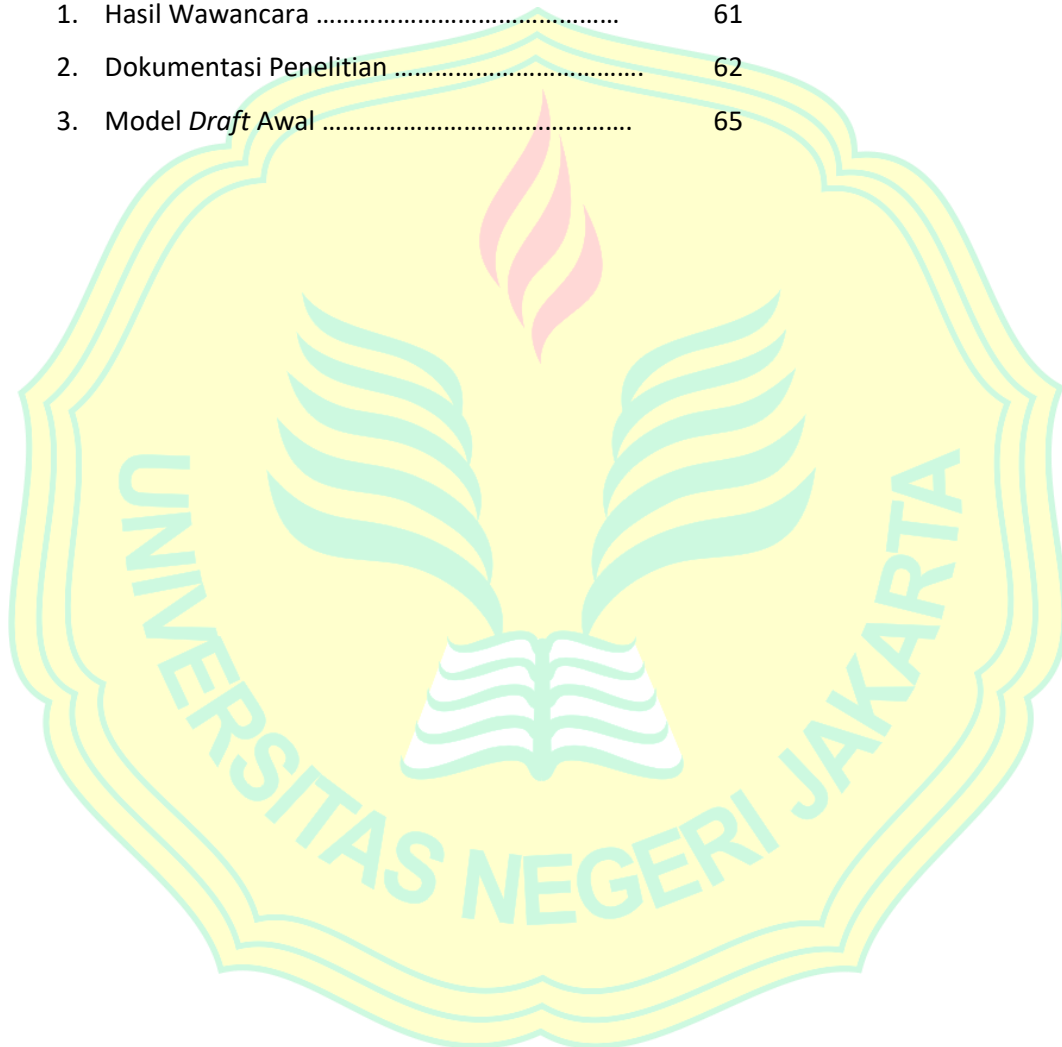 1. Hasil Wawancara ........................................... 61
2. Dokumentasi Penelitian .................................... 62
3. Model Draft Awal ............................................. 65
UNIVERSITAS NEGERI JAKARTA